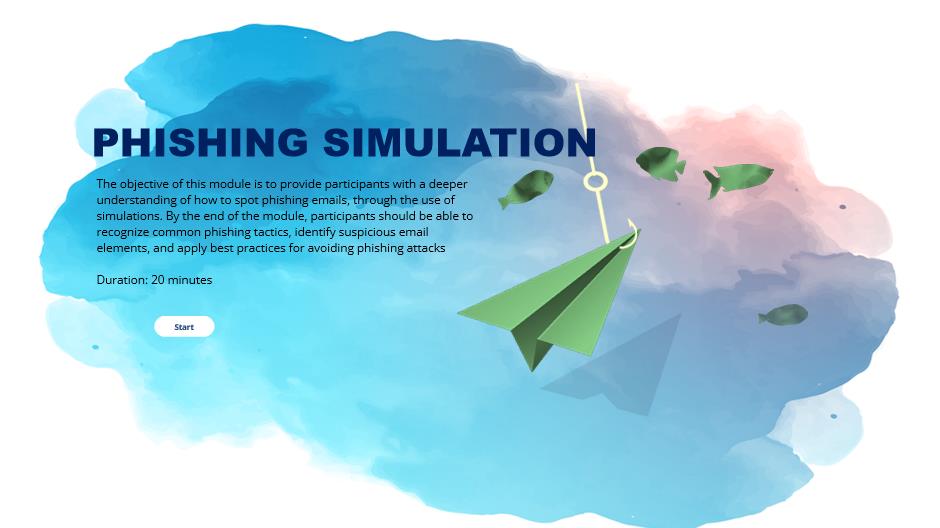 PHISHING SIMULATION
The objective of this module is to provide participants with a deeper
understanding of how to spot phishing emails, through the use of
simulations. By the end of the module, participants should be able to
recognize common phishing tactics, identify suspicious email
elements, and apply best practices for avoiding phishing attacks
Duration: 20 minutes
Start